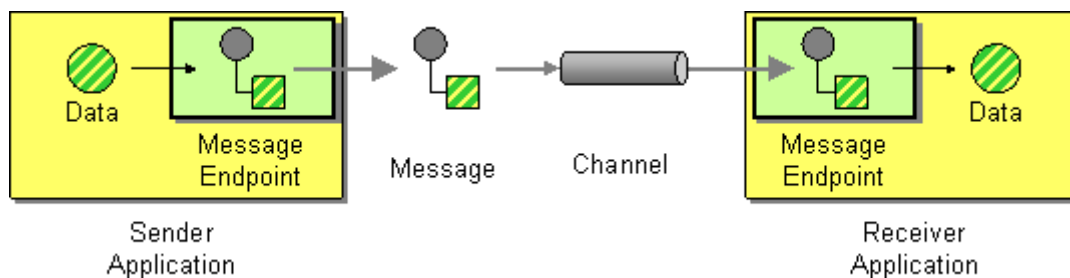 Data
Message
Endpoint
Message
Channel
Message
Endpoint
Data
Sender
Application
Receiver
Application